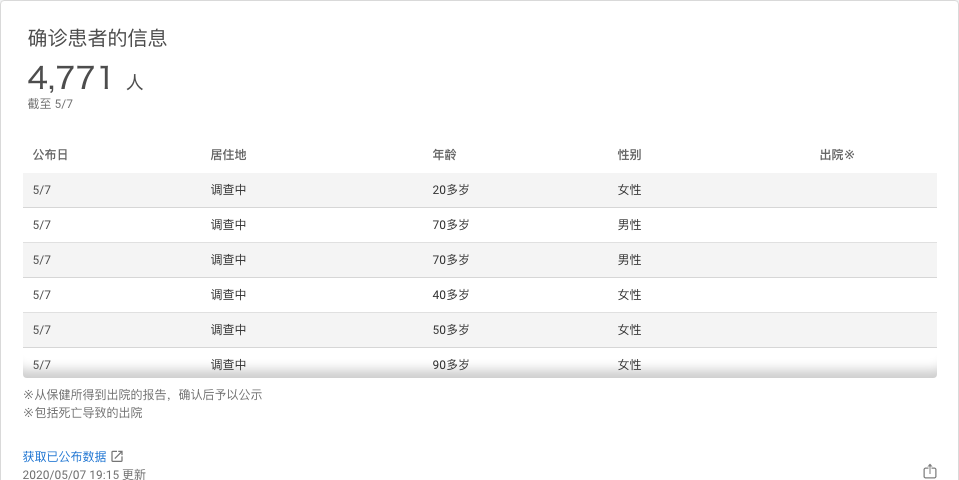 确诊患者的信息
4,771 人
截至 5/7
公布日 居住地 年龄 性别 出院※
5/7 调查中 20多岁 女性
5/7 调查中 70多岁 男性
5/7 调查中 70多岁 男性
5/7 调查中 40多岁 女性
5/7 调查中 50多岁 女性
5/7 调查中 90多岁 女性
※从保健所得到出院的报告，确认后予以公示
※包括死亡导致的出院
获取已公布数据
2020/05/07 19:15 更新